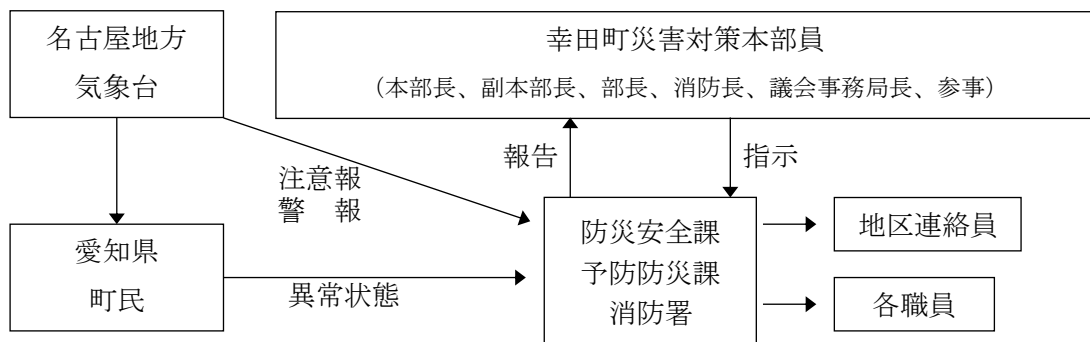 名古屋地方
気象台
幸田町災害対策本部員
（本部長、副本部長、部長、消防長、議会事務局長、参事）
報告
指示
注意報
警　報
愛知県
町民
異常状態
防災安全課
予防防災課
消防署
地区連絡員
各職員